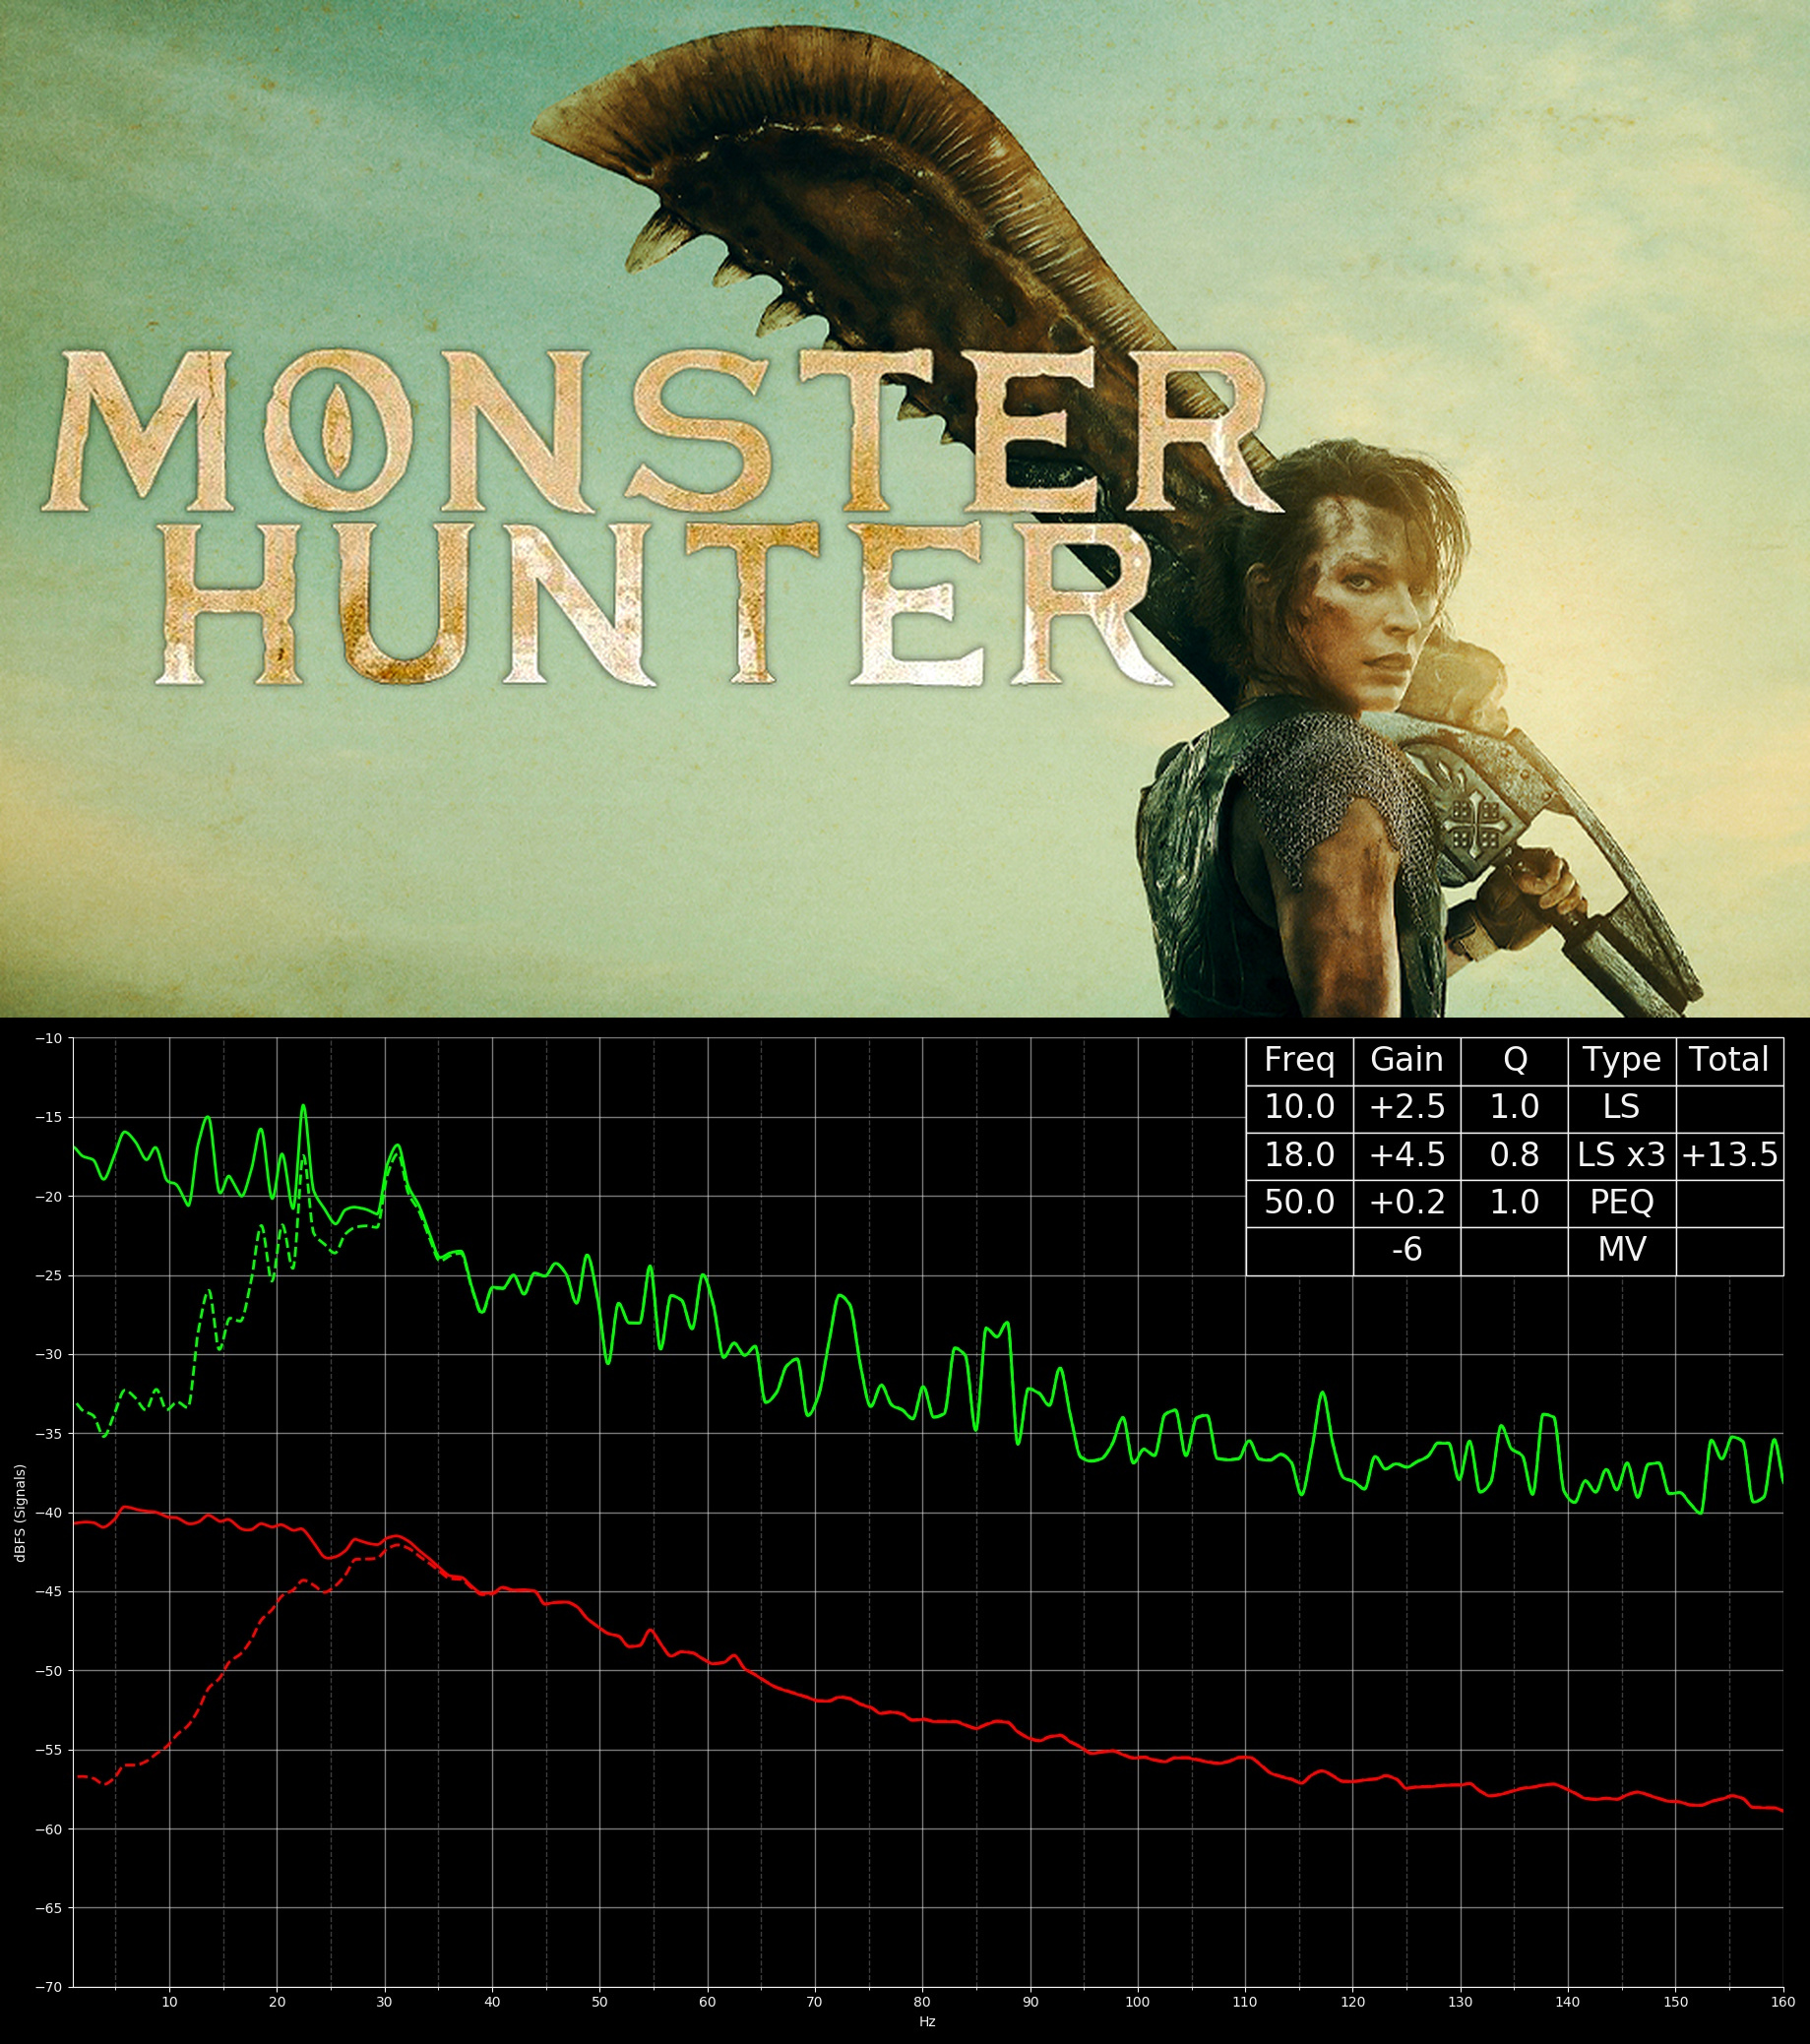 MONSTER
HUNTER
Freq Gain Q Type Total
10.0 +2.5 1.0 LS
18.0 +4.5 0.8 LS x3 +13.5
50.0 +0.2 1.0 PEQ
-6 MV
−10
−15
−20
−25
−30
−35
−40
−45
−50
−55
−60
−65
−70
dBFS (Signals)
10 20 30 40 50 60 70 80 90 100 110 120 130 140 150 160
Hz